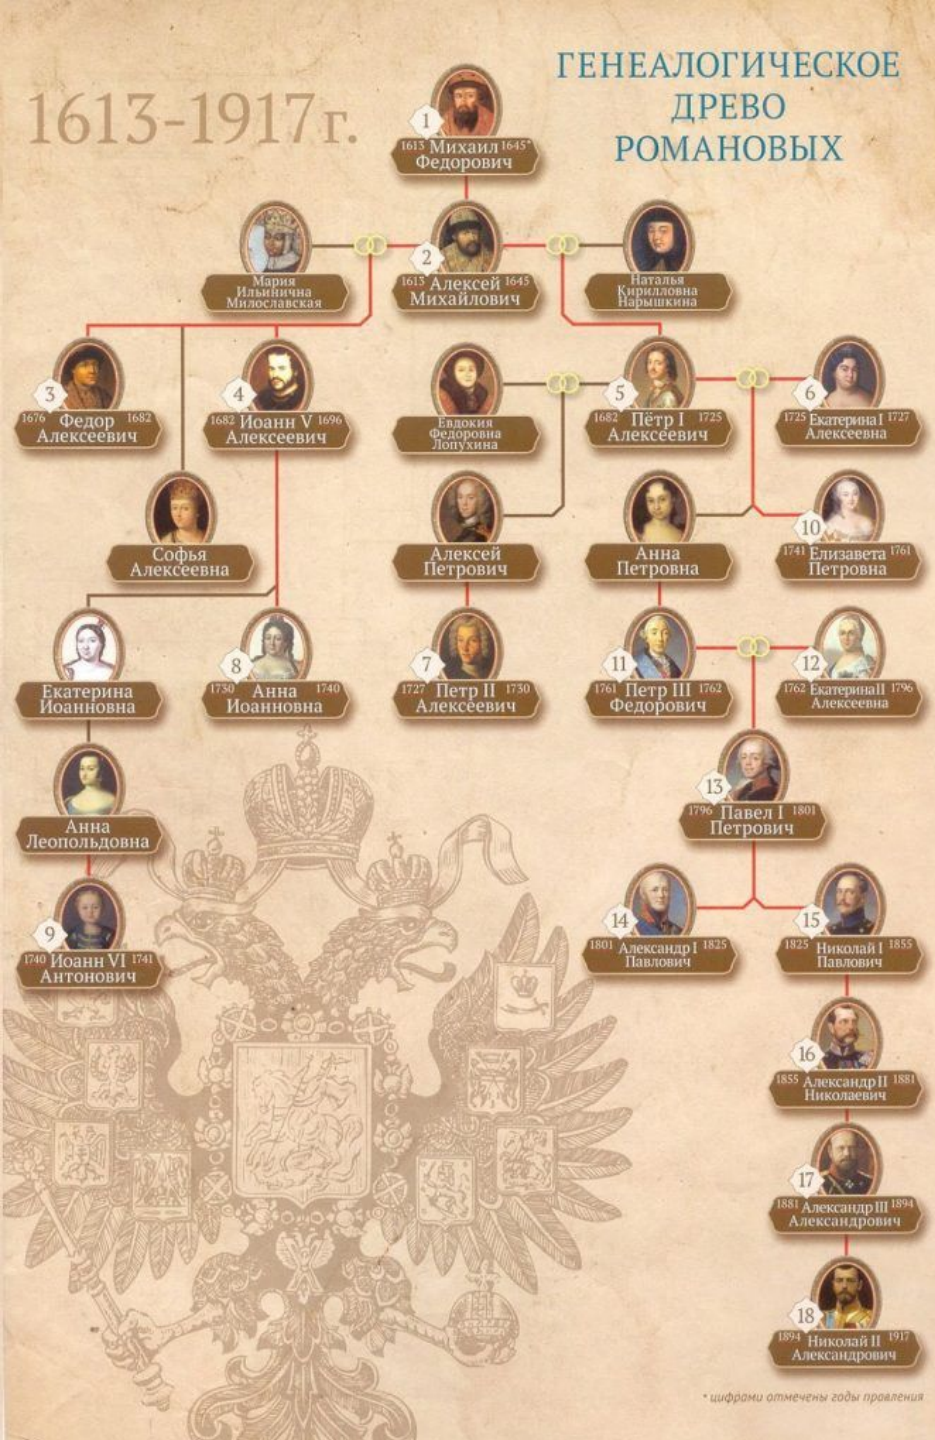 1613-1917 г.
ГЕНЕАЛОГИЧЕСКОЕ
ДРЕВО
РОМАНОВЫХ
1
1613 Михаил 1645*
Федорович
2
Мария
Ильинична
Милославская
1613 Алексей 1645
Михайлович
Наталья
Кирилловна
Нарышкина
3
1676 Федор 1682
Алексеевич
4
1682 Иоанн V 1696
Алексеевич
Евдокия
Федоровна
Лопухина
5
1682 Пётр I 1725
Алексеевич
6
1725 Екатерина I 1727
Алексеевна
Софья
Алексеевна
Алексей
Петрович
Анна
Петровна
10
1741 Елизавета 1761
Петровна
Екатерина
Иоанновна
8
1730 Анна 1740
Иоанновна
7
1727 Петр II 1730
Алексеевич
11
1761 Петр III 1762
Федорович
12
1762 Екатерина II 1796
Алексеевна
13
1796 Павел I 1801
Петрович
Анна
Леопольдовна
9
1740 Иоанн VI 1741
Антонович
14
1801 Александр I 1825
Павлович
15
1825 Николай I 1855
Павлович
16
1855 Александр II 1881
Николаевич
17
1881 Александр III 1894
Александрович
18
1894 Николай II 1917
Александрович
* цифрами отмечены годы правления